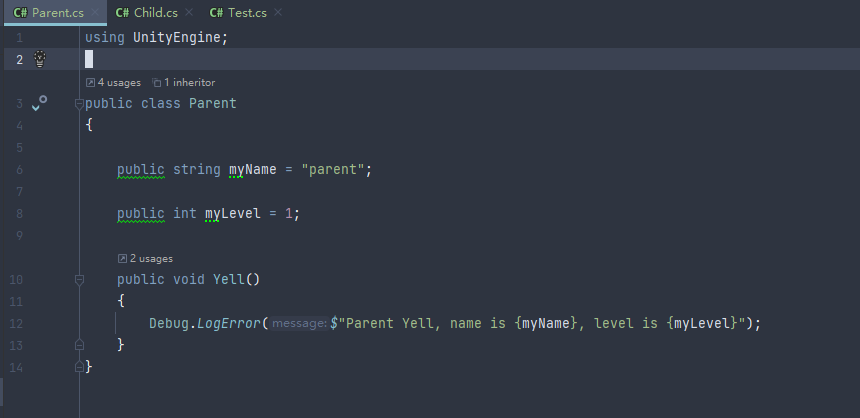 C# Parent.cs × C# Child.cs × C# Test.cs ×
1 using UnityEngine;
2
4 usages 1 inheritor
3 public class Parent
4 {
5
6 public string myName = "parent";
7
8 public int myLevel = 1;
9
2 usages
10 public void Yell()
11 {
12 Debug.LogError( message: $"Parent Yell, name is {myName}, level is {myLevel}");
13 }
14 }